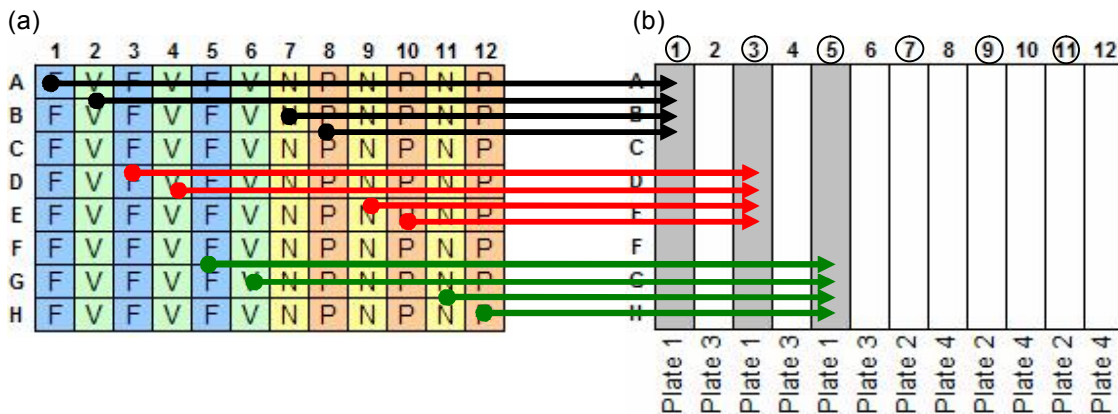 (a)
1 2 3 4 5 6 7 8 9 10 11 12
A F V F V F V N P N P N P
B F V F V F V N P N P N P
C F V F V F V N P N P N P
D F V F V F V N P N P N P
E F V F V F V N P N P N P
F F V F V F V N P N P N P
G F V F V F V N P N P N P
H F V F V F V N P N P N P
(b)
1 2 3 4 5 6 7 8 9 10 11 12
A
B
C
D
E
F
G
H
Plate 1
Plate 3
Plate 1
Plate 3
Plate 1
Plate 3
Plate 2
Plate 4
Plate 2
Plate 4
Plate 2
Plate 4